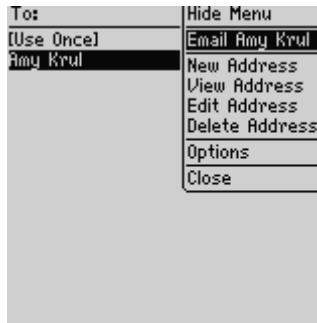 To:
[Use Once]
Amy Krul
Hide Menu
Email Amy Krul
New Address
View Address
Edit Address
Delete Address
Options
Close